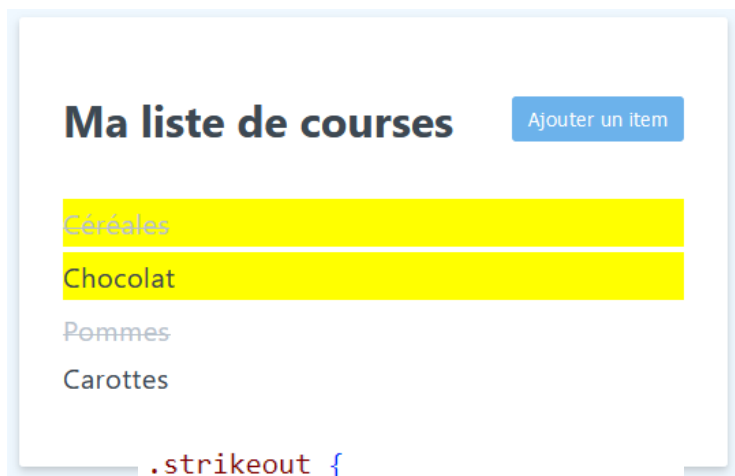 Ma liste de courses
Ajouter un item
Céréales
Chocolat
Pommes
Carottes
.strikeout {